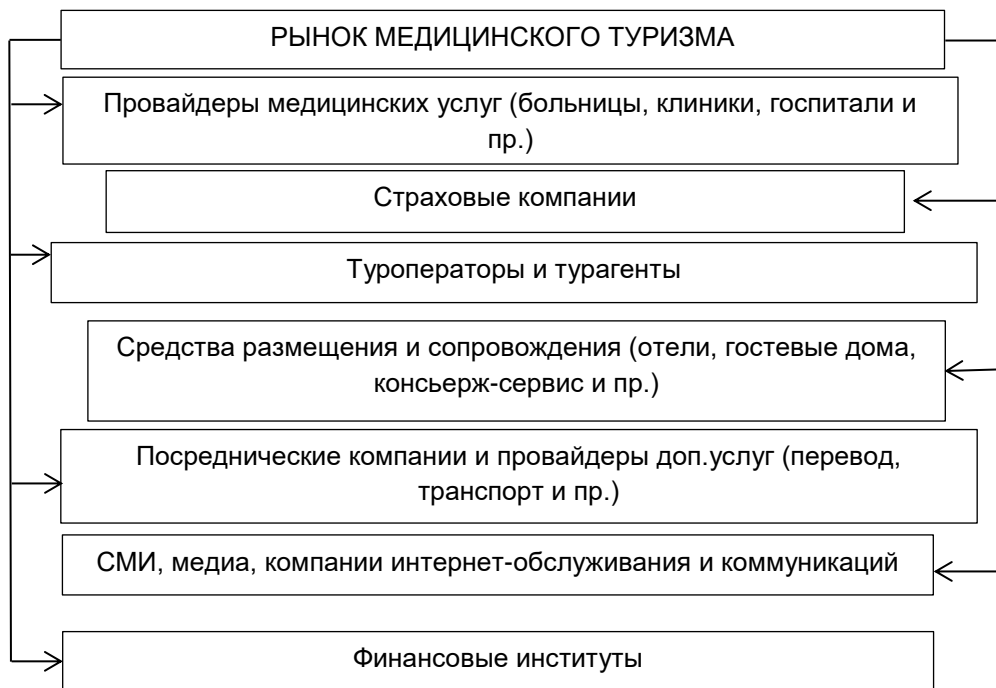 РЫНОК МЕДИЦИНСКОГО ТУРИЗМА
Провайдеры медицинских услуг (больницы, клиники, госпитали и
пр.)
Страховые компании
Туроператоры и турагенты
Средства размещения и сопровождения (отели, гостевые дома,
консьерж-сервис и пр.)
Посреднические компании и провайдеры доп.услуг (перевод,
транспорт и пр.)
СМИ, медиа, компании интернет-обслуживания и коммуникаций
Финансовые институты